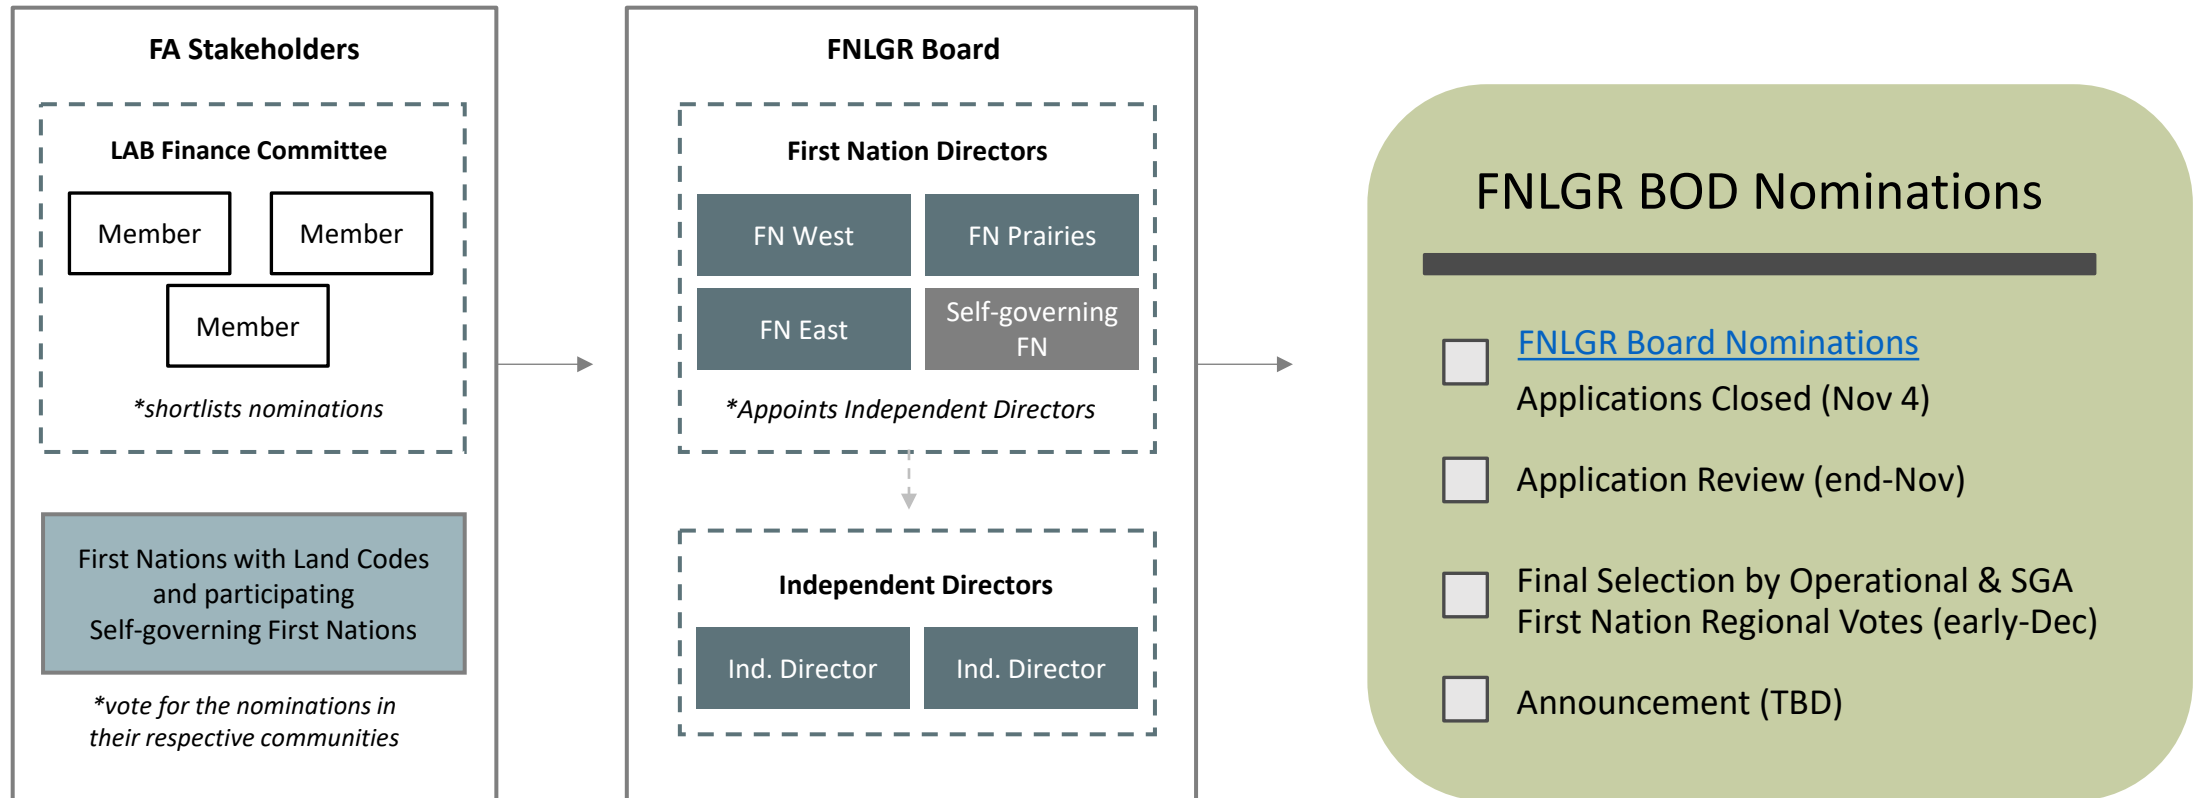 FA Stakeholders
LAB Finance Committee
Member
Member
Member
*shortlists nominations
First Nations with Land Codes
and participating
Self-governing First Nations
*vote for the nominations in
their respective communities
FNLGR Board
First Nation Directors
FN West
FN Prairies
FN East
Self-governing
FN
*Appoints Independent Directors
Independent Directors
Ind. Director
Ind. Director
FNLGR BOD Nominations
FNLGR Board Nominations
Applications Closed (Nov 4)
Application Review (end-Nov)
Final Selection by Operational & SGA
First Nation Regional Votes (early-Dec)
Announcement (TBD)